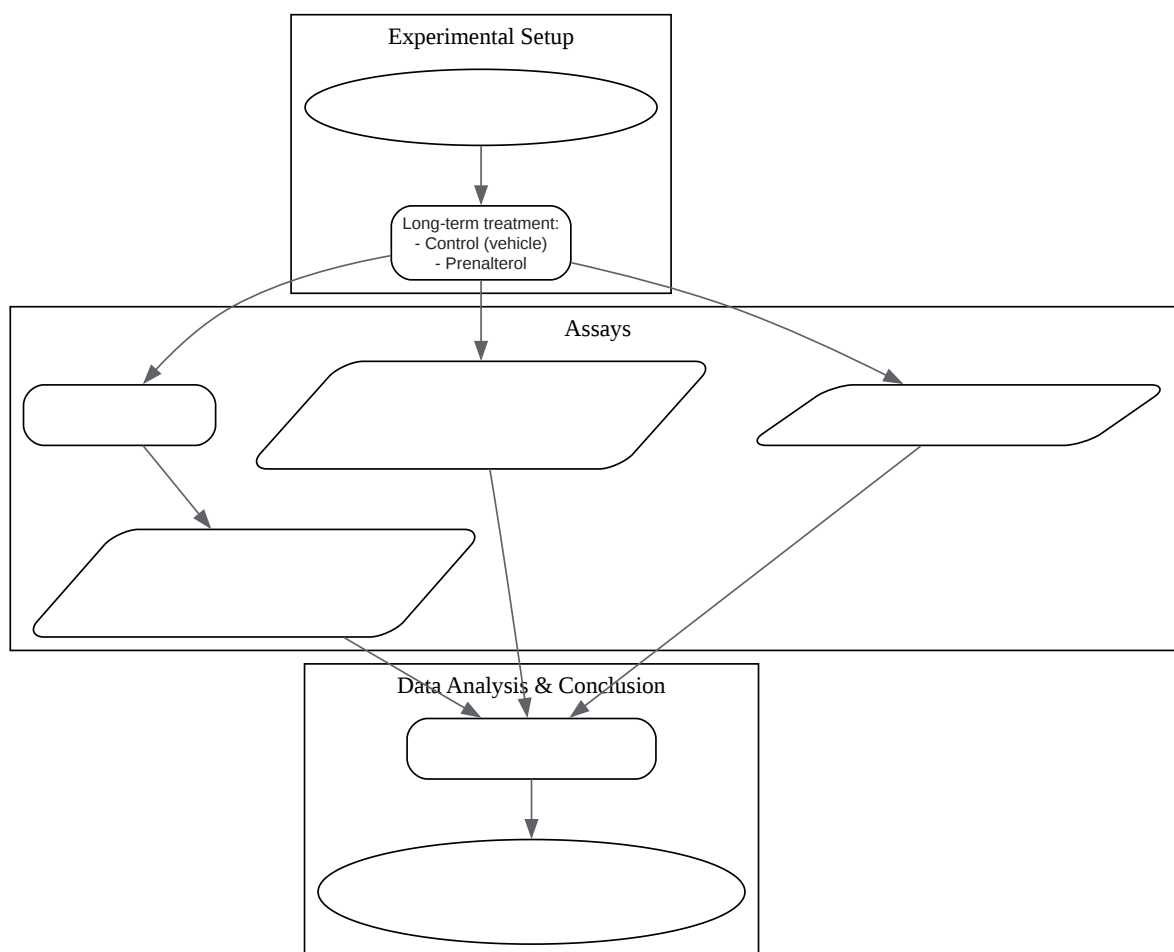 Experimental Setup
Long-term treatment:
- Control (vehicle)
- Prenalterol
Assays
Data Analysis & Conclusion